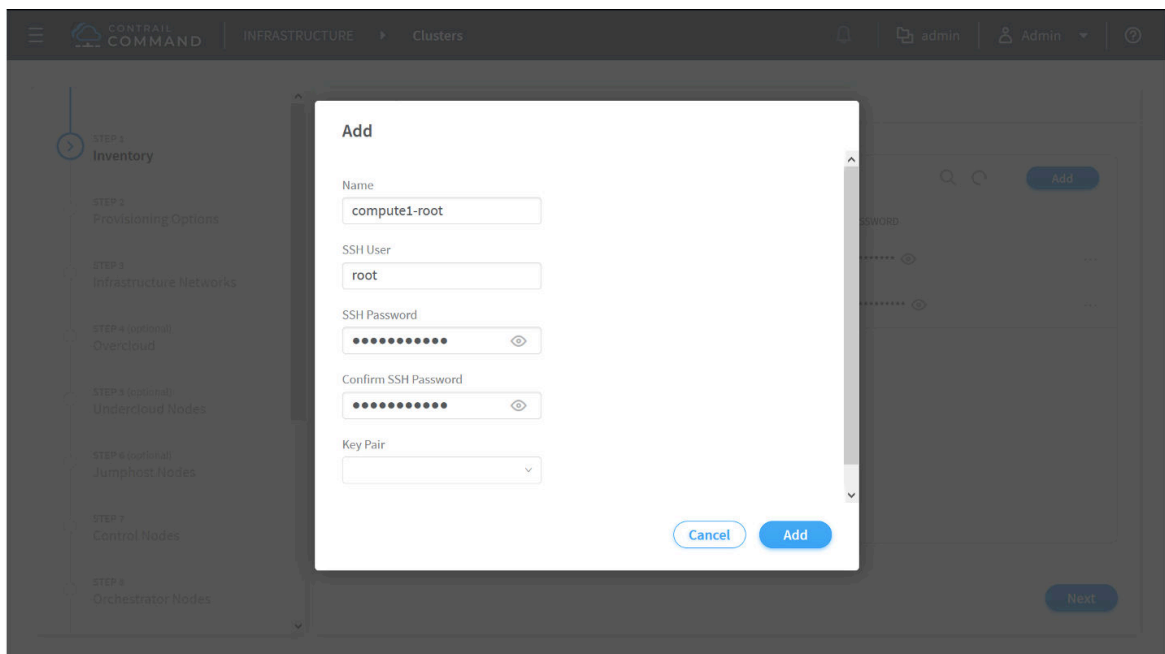 CONTRAIL
COMMAND
INFRASTRUCTURE
Clusters
admin
Admin
STEP 1
Inventory
STEP 2
Provisioning Options
STEP 3
Infrastructure Networks
STEP 4 (optional)
Overcloud
STEP 5 (optional)
Undercloud Nodes
STEP 6 (optional)
Jumphost Nodes
STEP 7
Control Nodes
STEP 8
Orchestrator Nodes
Add
Name
compute1-root
SSH User
root
SSH Password
•••••••••••
Confirm SSH Password
•••••••••••
Key Pair
Cancel
Add
Add
SSWORD
Next